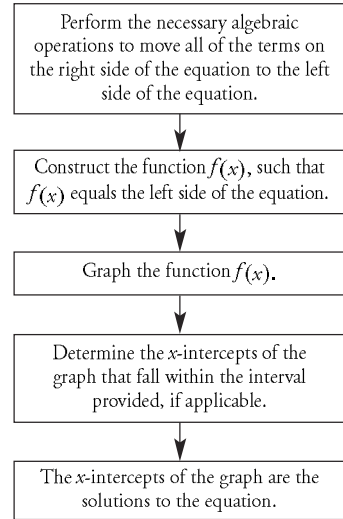 Perform the necessary algebraic
operations to move all of the terms on
the right side of the equation to the left
side of the equation.
Construct the function f(x), such that
f(x) equals the left side of the equation.
Graph the function f(x).
Determine the x-intercepts of the
graph that fall within the interval
provided, if applicable.
The x-intercepts of the graph are the
solutions to the equation.